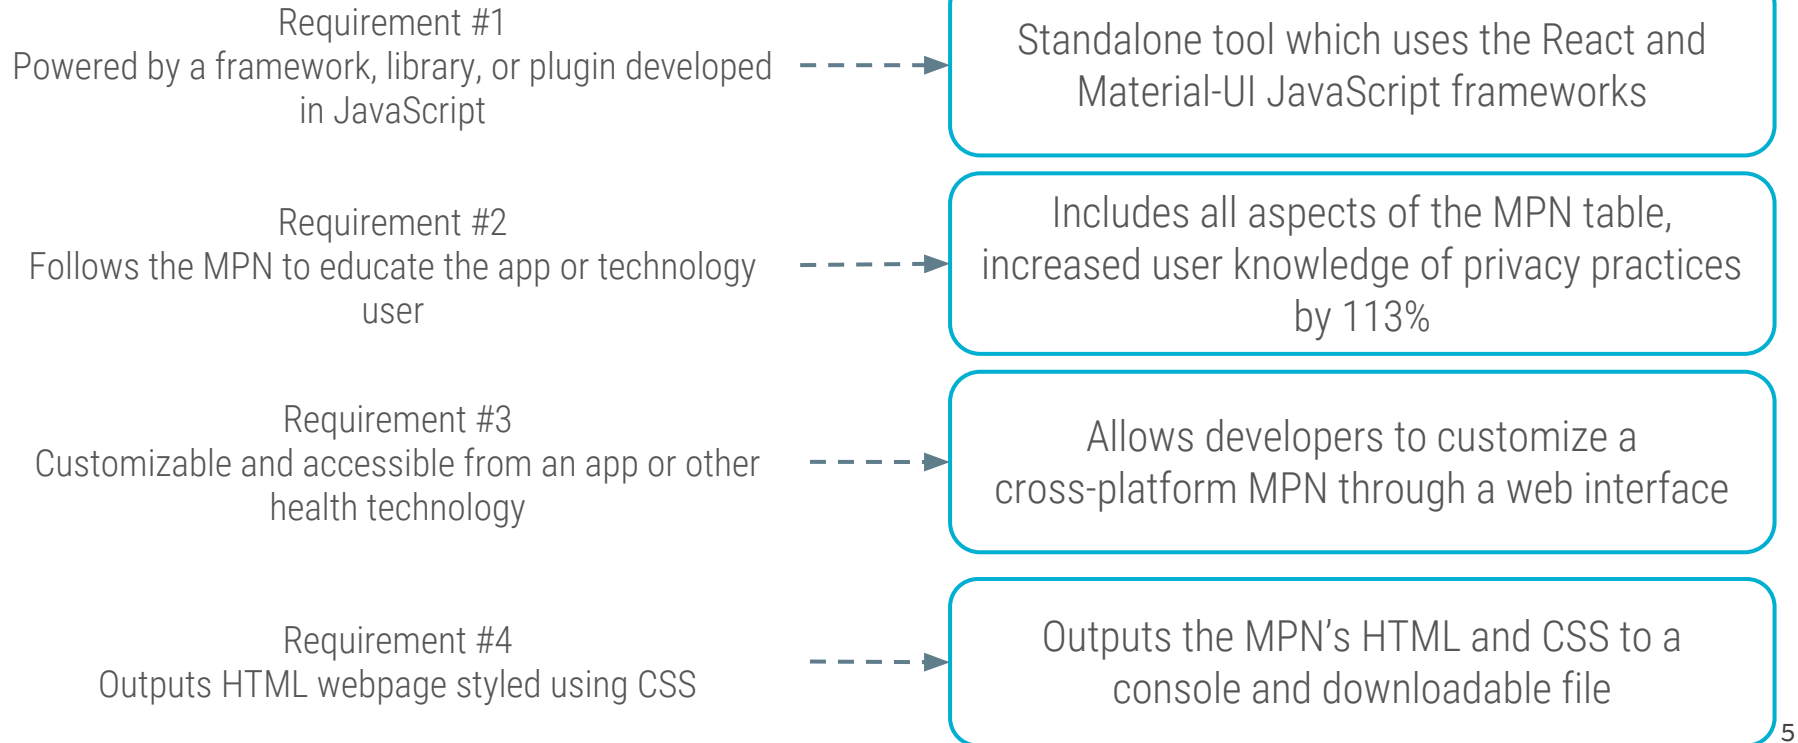 Requirement #1
Powered by a framework, library, or plugin developed
in JavaScript
Standalone tool which uses the React and
Material-UI JavaScript frameworks
Requirement #2
Follows the MPN to educate the app or technology
user
Includes all aspects of the MPN table,
increased user knowledge of privacy practices
by 113%
Requirement #3
Customizable and accessible from an app or other
health technology
Allows developers to customize a
cross-platform MPN through a web interface
Requirement #4
Outputs HTML webpage styled using CSS
Outputs the MPN’s HTML and CSS to a
console and downloadable file
5